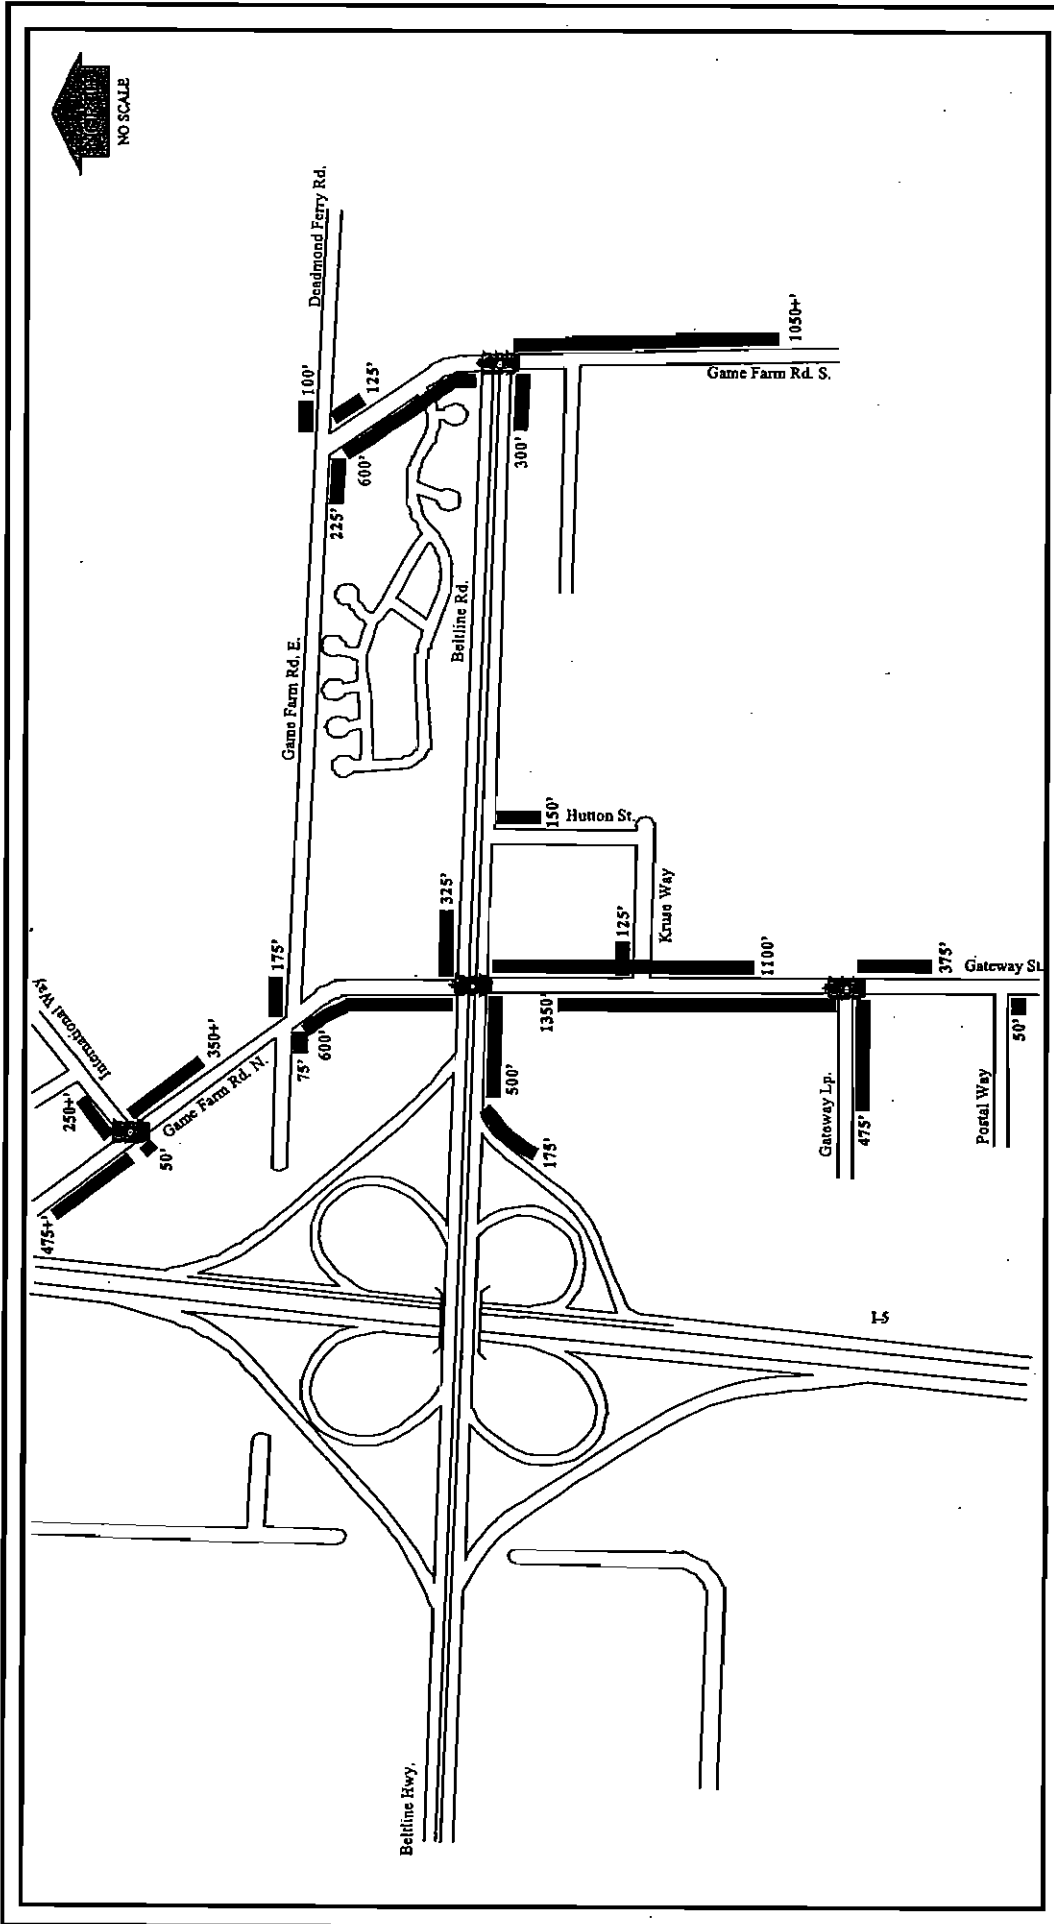 NO SCALE
International Way
250+'
475+'
50'
350+'
Game Farm Rd. N.
175'
75'
600'
Game Farm Rd. E.
Deadmond Ferry Rd.
100'
125'
225'
600'
Beltline Hwy.
325'
Beltline Rd.
300'
500'
175'
1350'
150'
Hutton St.
125'
Kruse Way
1100'
Game Farm Rd. S.
1050+'
I-5
Gateway Lp.
475'
375'
Gateway St.
Postal Way
50'